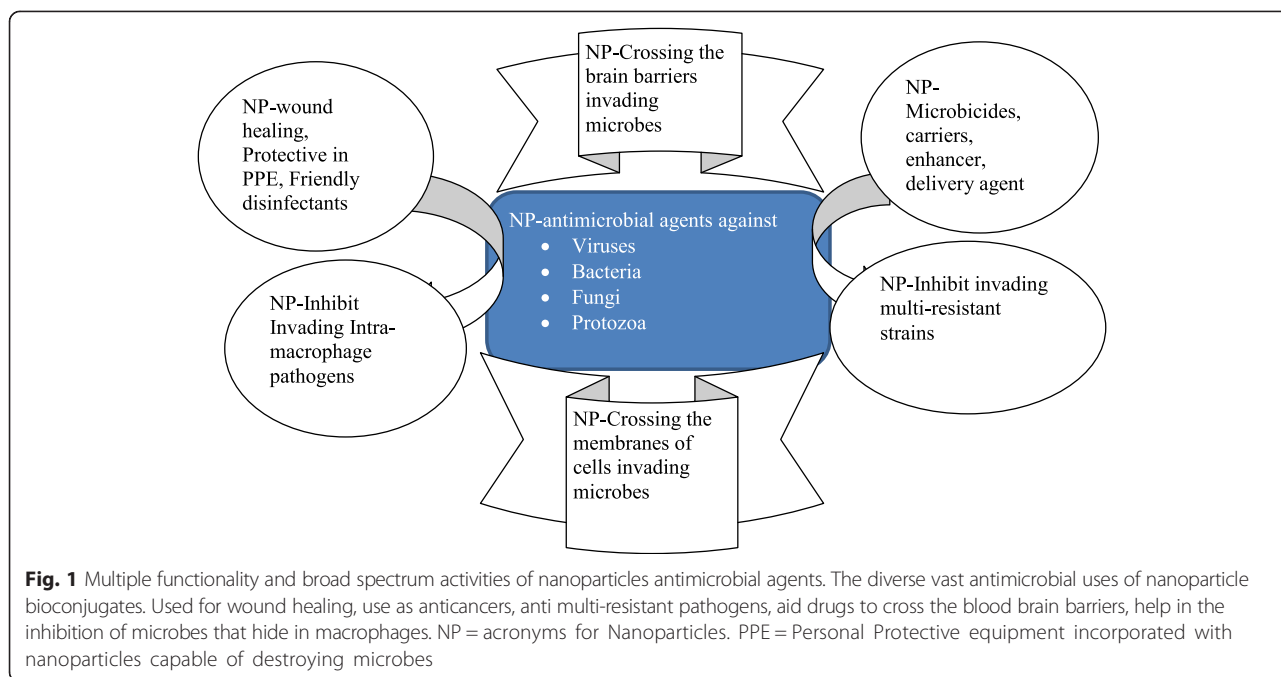 NP-Crossing the
brain barriers
invading
microbes
NP-wound
healing,
Protective in
PPE, Friendly
disinfectants
NP-
Microbicides,
carriers,
enhancer,
delivery agent
NP-antimicrobial agents against
• Viruses
• Bacteria
• Fungi
• Protozoa
NP-Inhibit
Invading Intra-
macrophage
pathogens
NP-Inhibit invading
multi-resistant
strains
NP-Crossing the
membranes of
cells invading
microbes
Fig. 1 Multiple functionality and broad spectrum activities of nanoparticles antimicrobial agents. The diverse vast antimicrobial uses of nanoparticle
bioconjugates. Used for wound healing, use as anticancers, anti multi-resistant pathogens, aid drugs to cross the blood brain barriers, help in the
inhibition of microbes that hide in macrophages. NP = acronyms for Nanoparticles. PPE = Personal Protective equipment incorporated with
nanoparticles capable of destroying microbes